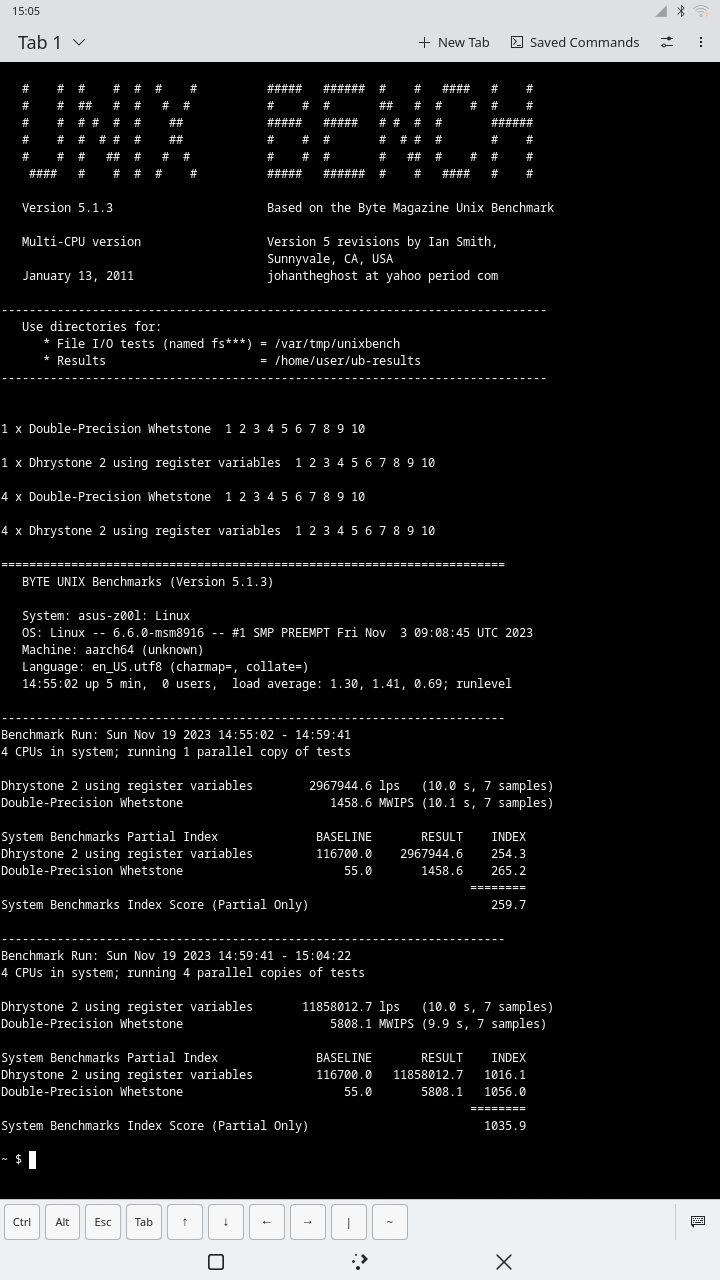 15:05
Tab 1
New Tab
Saved Commands
#    #  #    #  #  #    #          #####   ######  #    #   ####   #    #
#    #  ##   #  #   #  #           #    #  #       ##   #  #    #  #    #
#    #  # #  #  #    ##            #####   #####   # #  #  #       ######
#    #  #  # #  #    ##            #    #  #       #  # #  #       #    #
#    #  #   ##  #   #  #           #    #  #       #   ##  #    #  #    #
 ####   #    #  #  #    #          #####   ######  #    #   ####   #    #
Version 5.1.3                      Based on the Byte Magazine Unix Benchmark
Multi-CPU version                  Version 5 revisions by Ian Smith,
Sunnyvale, CA, USA
January 13, 2011                   johantheghost at yahoo period com
------------------------------------------------------------------------------
Use directories for:
* File I/O tests (named fs***) = /var/tmp/unixbench
* Results                      = /home/user/ub-results
------------------------------------------------------------------------------
1 x Double-Precision Whetstone  1 2 3 4 5 6 7 8 9 10
1 x Dhrystone 2 using register variables  1 2 3 4 5 6 7 8 9 10
4 x Double-Precision Whetstone  1 2 3 4 5 6 7 8 9 10
4 x Dhrystone 2 using register variables  1 2 3 4 5 6 7 8 9 10
========================================================================
BYTE UNIX Benchmarks (Version 5.1.3)
System: asus-z00l: Linux
OS: Linux -- 6.6.0-msm8916 -- #1 SMP PREEMPT Fri Nov  3 09:08:45 UTC 2023
Machine: aarch64 (unknown)
Language: en_US.utf8 (charmap=, collate=)
14:55:02 up 5 min,  0 users,  load average: 1.30, 1.41, 0.69; runlevel
------------------------------------------------------------------------
Benchmark Run: Sun Nov 19 2023 14:55:02 - 14:59:41
4 CPUs in system; running 1 parallel copy of tests
Dhrystone 2 using register variables        2967944.6 lps   (10.0 s, 7 samples)
Double-Precision Whetstone                     1458.6 MWIPS (10.1 s, 7 samples)
System Benchmarks Partial Index              BASELINE       RESULT    INDEX
Dhrystone 2 using register variables         116700.0    2967944.6    254.3
Double-Precision Whetstone                       55.0       1458.6    265.2
========
System Benchmarks Index Score (Partial Only)                          259.7
------------------------------------------------------------------------
Benchmark Run: Sun Nov 19 2023 14:59:41 - 15:04:22
4 CPUs in system; running 4 parallel copies of tests
Dhrystone 2 using register variables       11858012.7 lps   (10.0 s, 7 samples)
Double-Precision Whetstone                     5808.1 MWIPS (9.9 s, 7 samples)
System Benchmarks Partial Index              BASELINE       RESULT    INDEX
Dhrystone 2 using register variables         116700.0   11858012.7   1016.1
Double-Precision Whetstone                       55.0       5808.1   1056.0
========
System Benchmarks Index Score (Partial Only)                         1035.9
~ $
Ctrl Alt Esc Tab ↑ ↓ ← → | ~